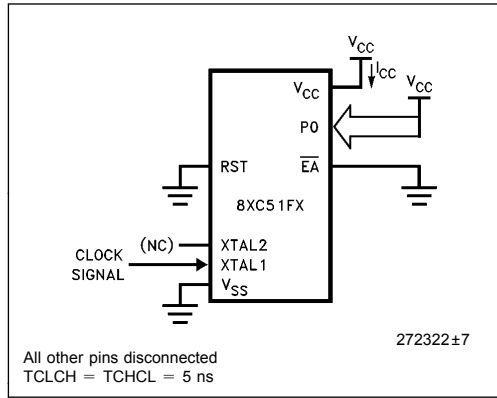 VCC
ICC
VCC
VCC
P0
RST
EA
8XC51FX
(NC)
XTAL2
CLOCK
SIGNAL
XTAL1
VSS
272322±7
All other pins disconnected
TCLCH = TCHCL = 5 ns